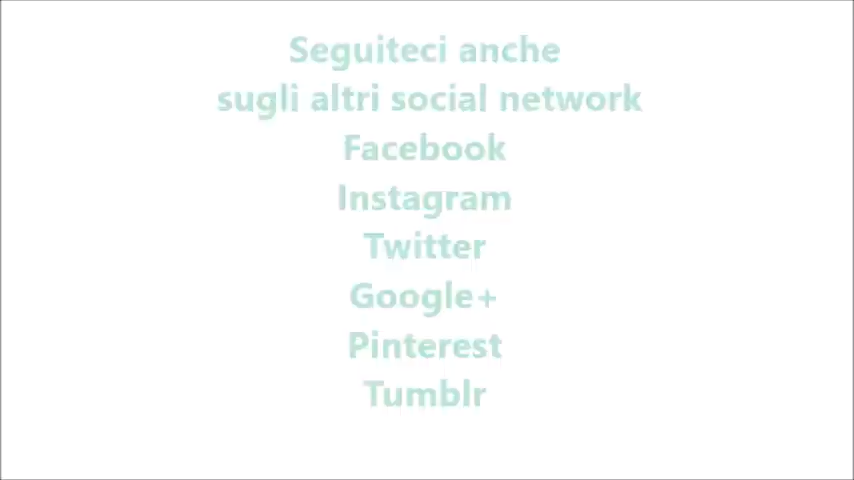 Seguiteci anche
sugli altri social network
Facebook
Instagram
Twitter
Google+
Pinterest
Tumblr